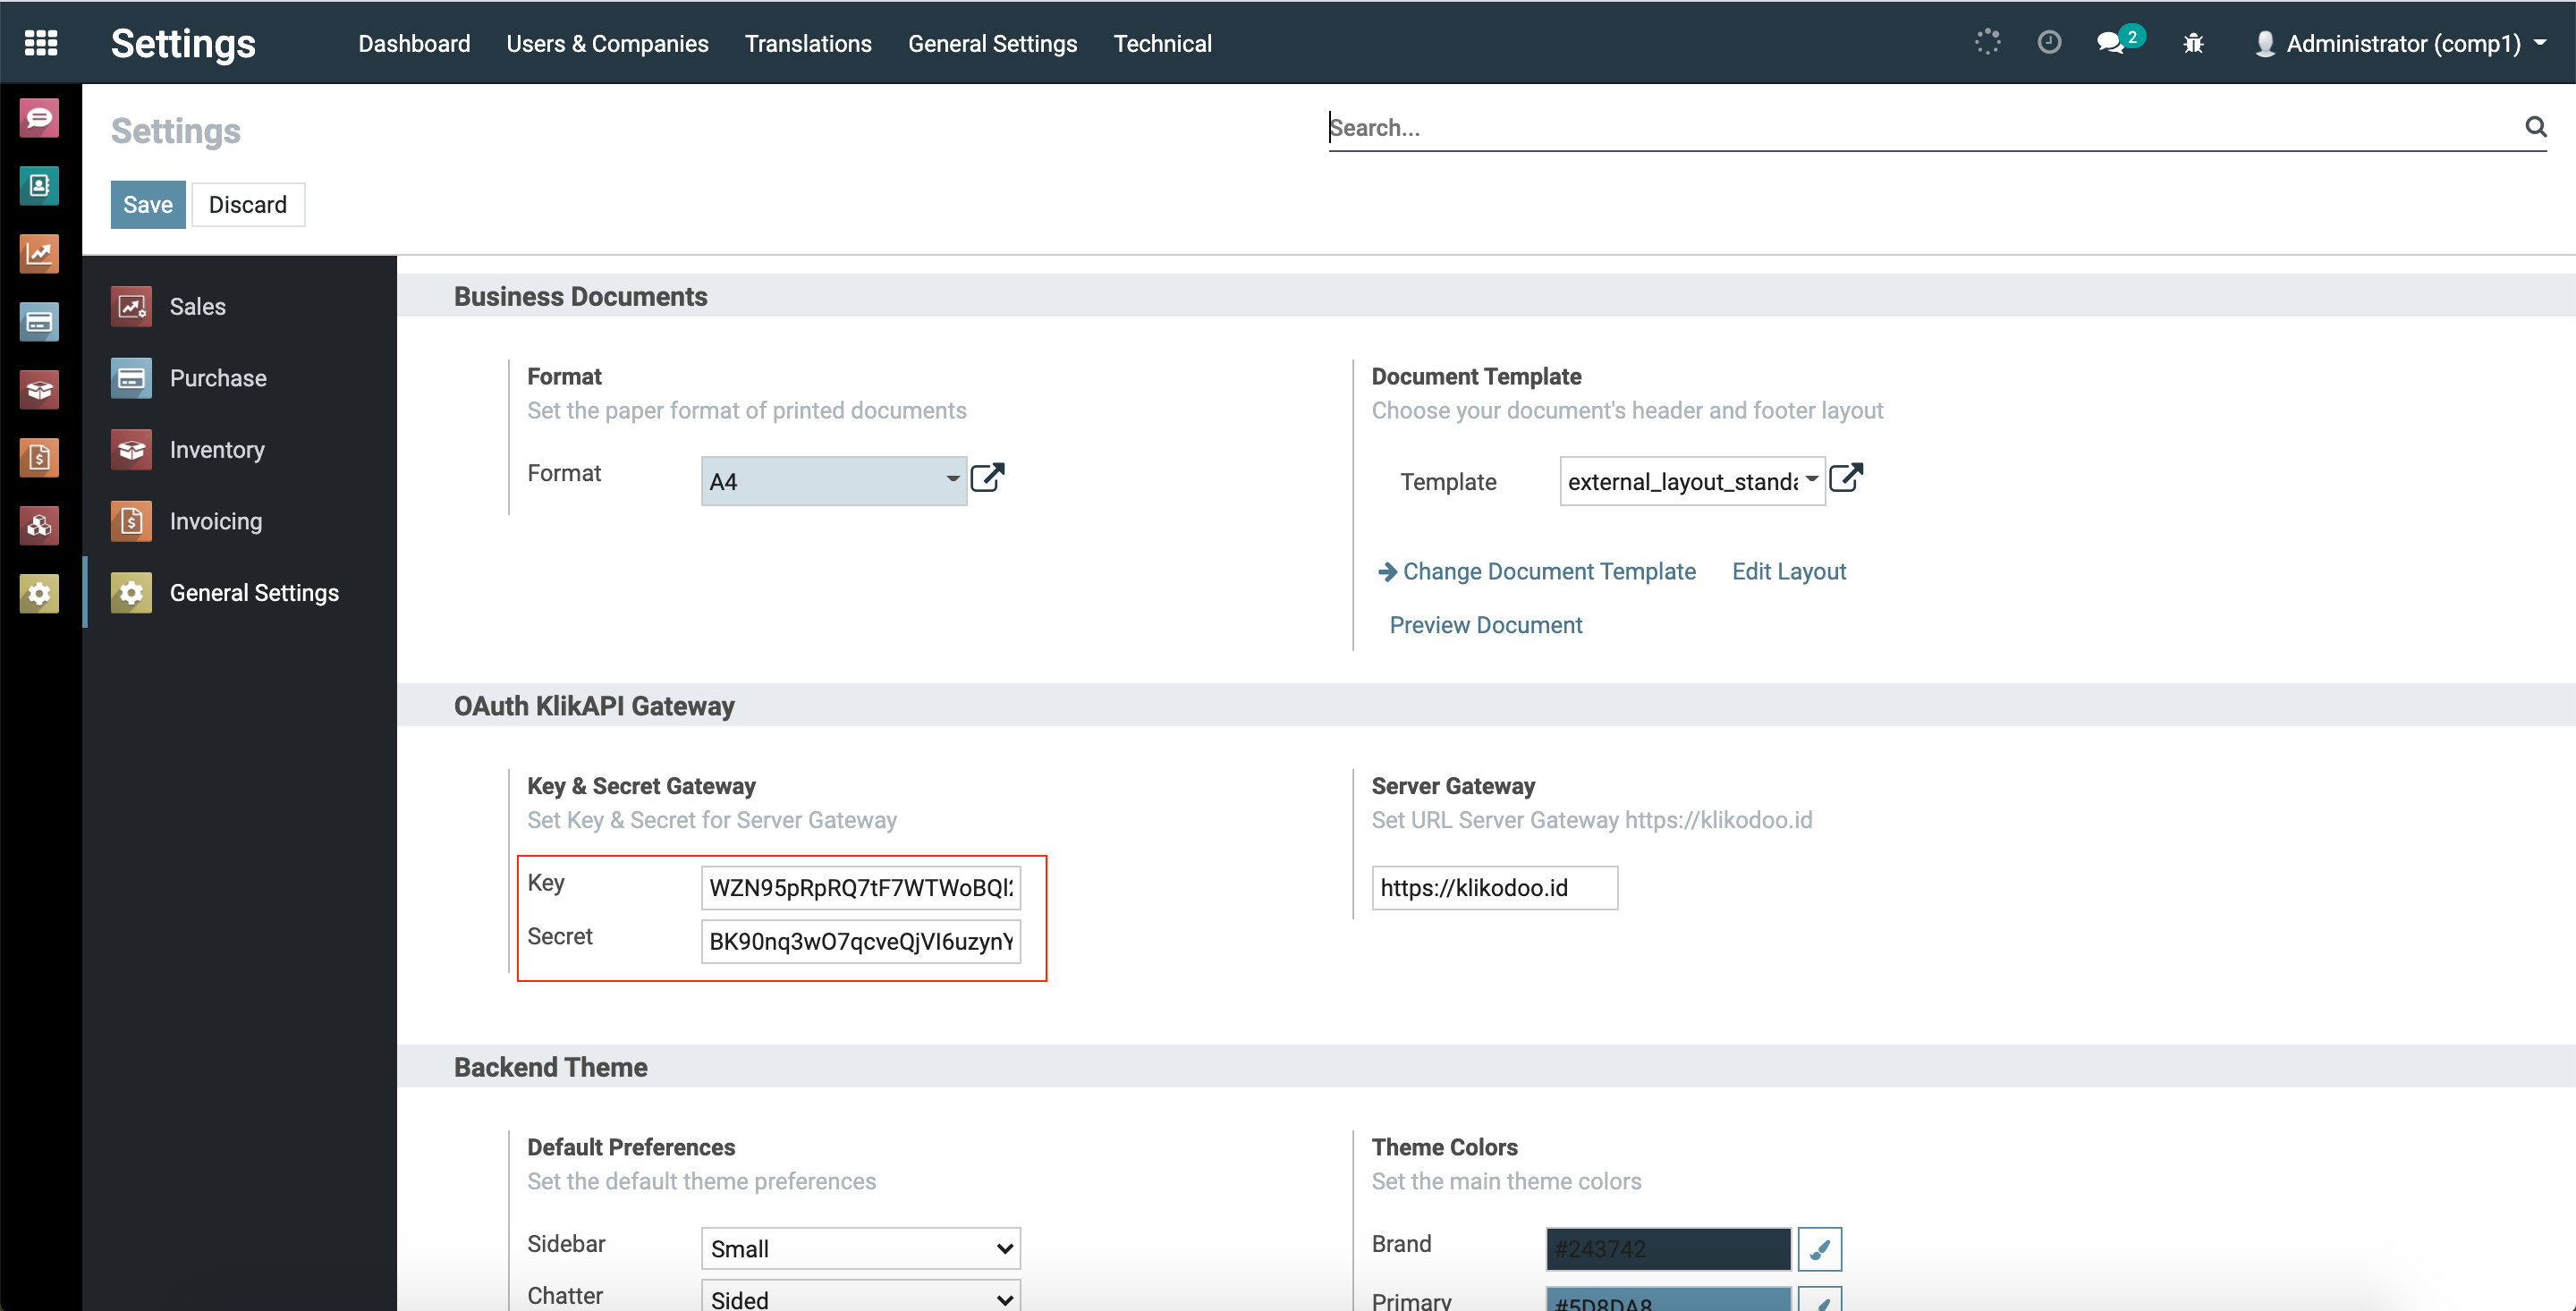 Settings Dashboard Users & Companies Translations General Settings Technical 2 Administrator (comp1)
Settings
Search...
Save Discard
Sales
Purchase
Inventory
Invoicing
General Settings
Business Documents
Format
Set the paper format of printed documents
Format A4
Document Template
Choose your document's header and footer layout
Template external_layout_standa
Change Document Template Edit Layout
Preview Document
OAuth KlikAPI Gateway
Key & Secret Gateway
Set Key & Secret for Server Gateway
Key WZN95pRpRQ7tF7WTWoBQl2
Secret BK90nq3wO7qcveQjVI6uzynY
Server Gateway
Set URL Server Gateway https://klikodoo.id
https://klikodoo.id
Backend Theme
Default Preferences
Set the default theme preferences
Sidebar Small
Chatter Sided
Theme Colors
Set the main theme colors
Brand #243742
Primary #5D8DA8